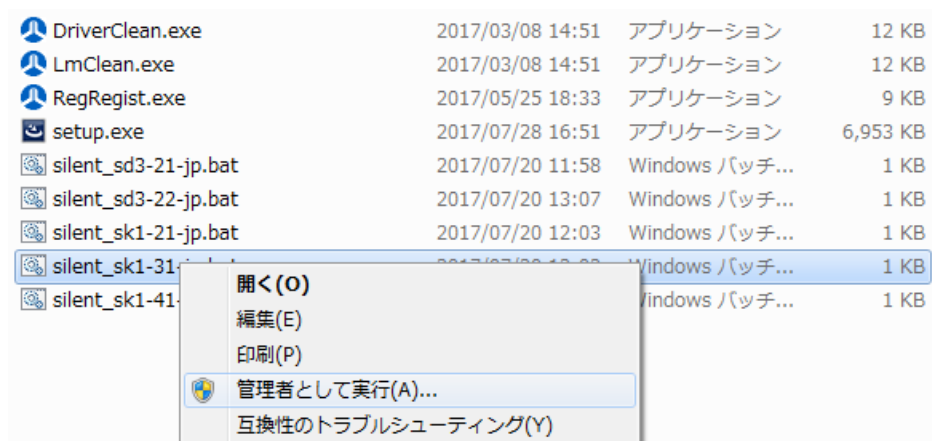 DriverClean.exe 2017/03/08 14:51 アプリケーション 12 KB
LmClean.exe 2017/03/08 14:51 アプリケーション 12 KB
RegRegist.exe 2017/05/25 18:33 アプリケーション 9 KB
setup.exe 2017/07/28 16:51 アプリケーション 6,953 KB
silent_sd3-21-jp.bat 2017/07/20 11:58 Windows バッチ... 1 KB
silent_sd3-22-jp.bat 2017/07/20 13:07 Windows バッチ... 1 KB
silent_sk1-21-jp.bat 2017/07/20 12:03 Windows バッチ... 1 KB
silent_sk1-31- Windows バッチ... 1 KB
silent_sk1-41- Windows バッチ... 1 KB
開く(O)
編集(E)
印刷(P)
管理者として実行(A)...
互換性のトラブルシューティング(Y)